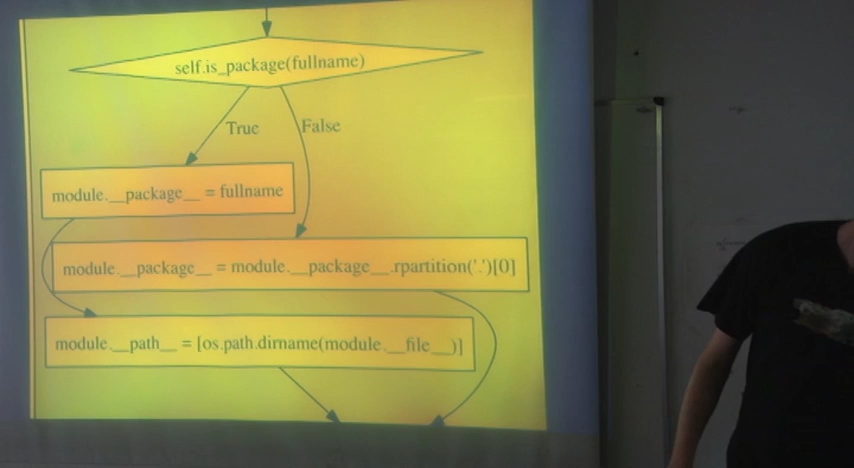 self.is_package(fullname)
True
False
module.__package__ = fullname
module.__package__ = module.__package__.rpartition('.')[0]
module.__path__ = [os.path.dirname(module.__file__)]